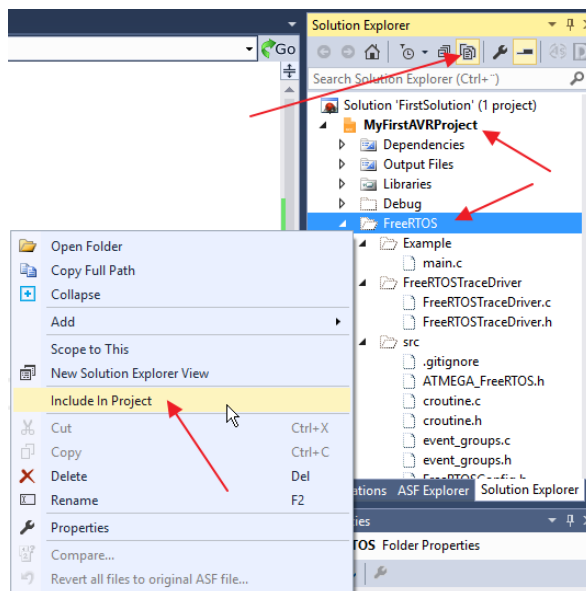 Solution Explorer
Go
Search Solution Explorer (Ctrl+¨)
Solution 'FirstSolution' (1 project)
MyFirstAVRProject
Dependencies
Output Files
Libraries
Debug
FreeRTOS
Example
main.c
FreeRTOSTraceDriver
FreeRTOSTraceDriver.c
FreeRTOSTraceDriver.h
src
.gitignore
ATMEGA_FreeRTOS.h
croutine.c
croutine.h
event_groups.c
event_groups.h
FreeRTOSConfig.h
ASF Explorer Solution Explorer
Folder Properties
Open Folder
Copy Full Path
Collapse
Add
Scope to This
New Solution Explorer View
Include In Project
Cut Ctrl+X
Copy Ctrl+C
Delete Del
Rename F2
Properties
Compare...
Revert all files to original ASF file...